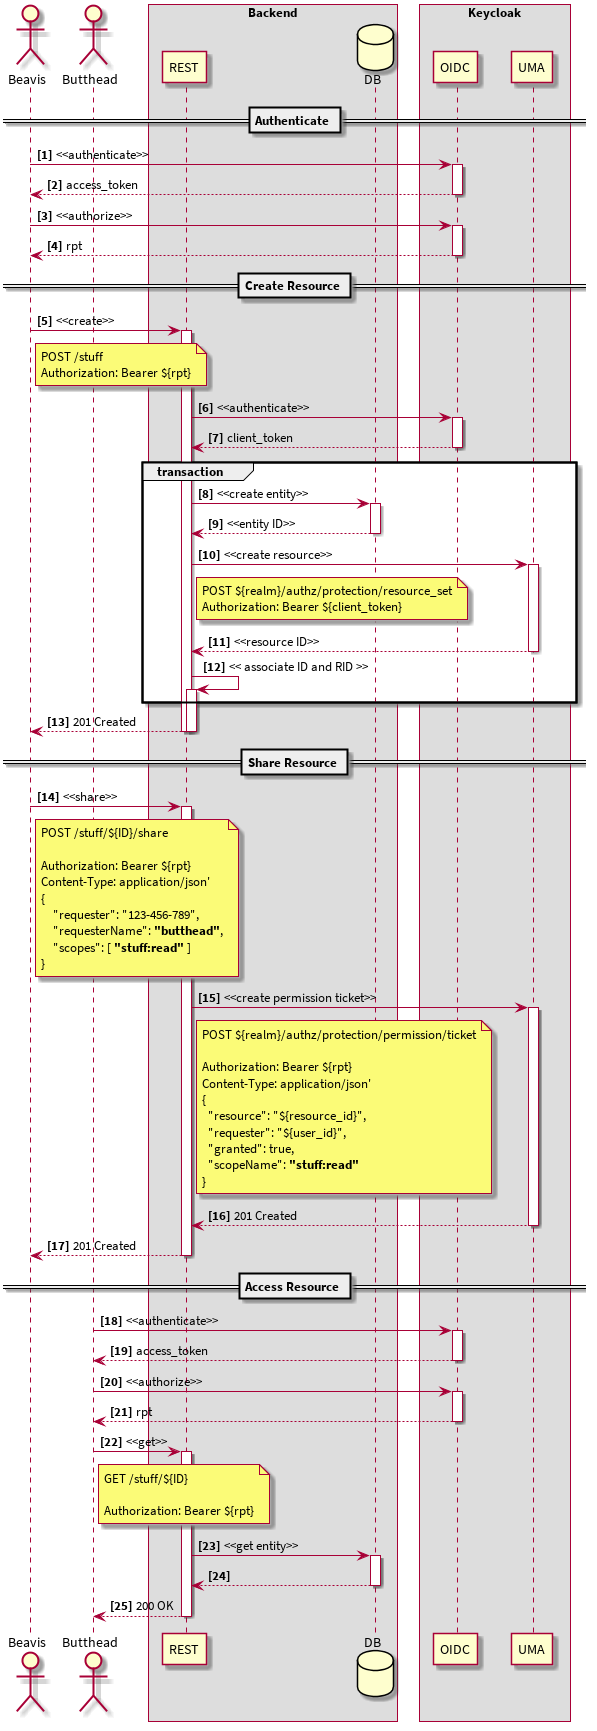 Backend
Keycloak
Beavis
Butthead
REST
DB
OIDC
UMA
Authenticate
[1] <<authenticate>>
[2] access_token
[3] <<authorize>>
[4] rpt
Create Resource
[5] <<create>>
POST /stuff
Authorization: Bearer ${rpt}
[6] <<authenticate>>
[7] client_token
transaction
[8] <<create entity>>
[9] <<entity ID>>
[10] <<create resource>>
POST ${realm}/authz/protection/resource_set
Authorization: Bearer ${client_token}
[11] <<resource ID>>
[12] << associate ID and RID >>
[13] 201 Created
Share Resource
[14] <<share>>
POST /stuff/${ID}/share
Authorization: Bearer ${rpt}
Content-Type: application/json'
{
"requester": "123-456-789",
"requesterName": "butthead",
"scopes": [ "stuff:read" ]
}
[15] <<create permission ticket>>
POST ${realm}/authz/protection/permission/ticket
Authorization: Bearer ${rpt}
Content-Type: application/json'
{
"resource": "${resource_id}",
"requester": "${user_id}",
"granted": true,
"scopeName": "stuff:read"
}
[16] 201 Created
[17] 201 Created
Access Resource
[18] <<authenticate>>
[19] access_token
[20] <<authorize>>
[21] rpt
[22] <<get>>
GET /stuff/${ID}
Authorization: Bearer ${rpt}
[23] <<get entity>>
[24]
[25] 200 OK
Beavis
Butthead
REST
DB
OIDC
UMA